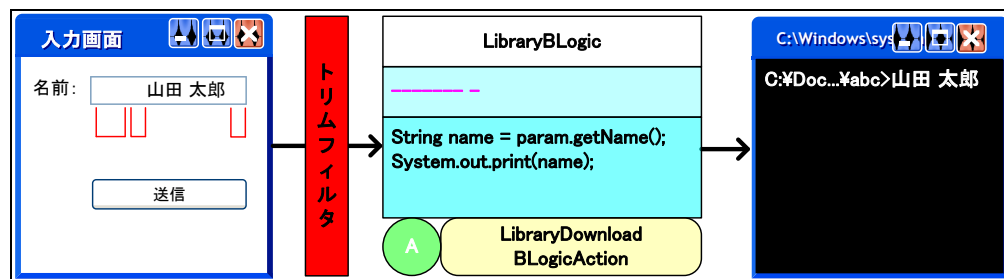 入力画面
名前:
山田 太郎
送信
トリムフィルタ
LibraryBLogic
String name = param.getName();
System.out.print(name);
A
LibraryDownload
BLogicAction
C:\Windows\sys
C:¥Doc...¥abc>山田 太郎